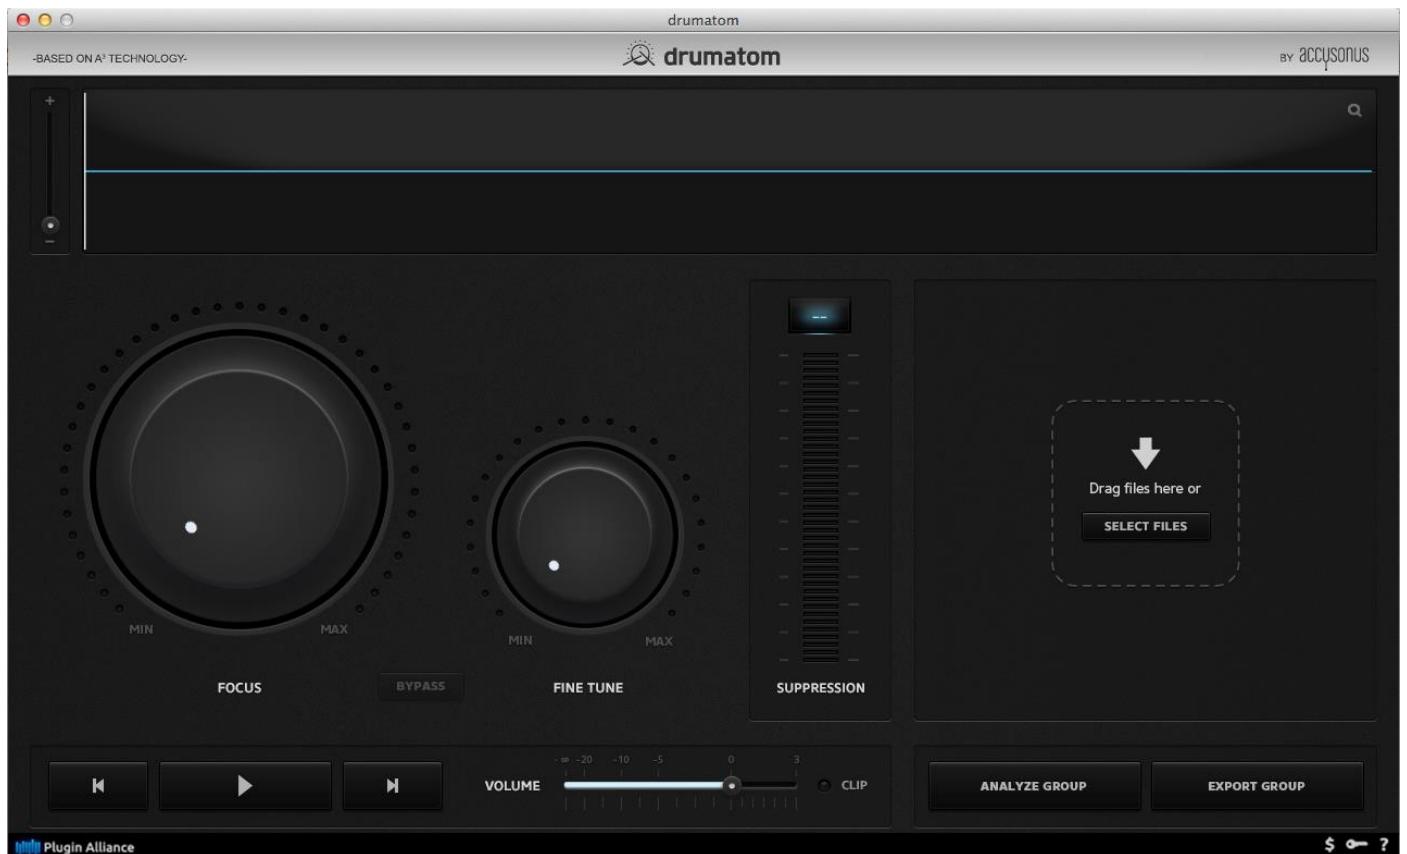 drumatom
-BASED ON A³ TECHNOLOGY-
drumatom
BY accusonus
+
−
--
Drag files here or
SELECT FILES
MIN
MAX
MIN
MAX
FOCUS
BYPASS
FINE TUNE
SUPPRESSION
-∞ -20 -10 -5 0 3
VOLUME
CLIP
ANALYZE GROUP
EXPORT GROUP
Plugin Alliance
$ ?